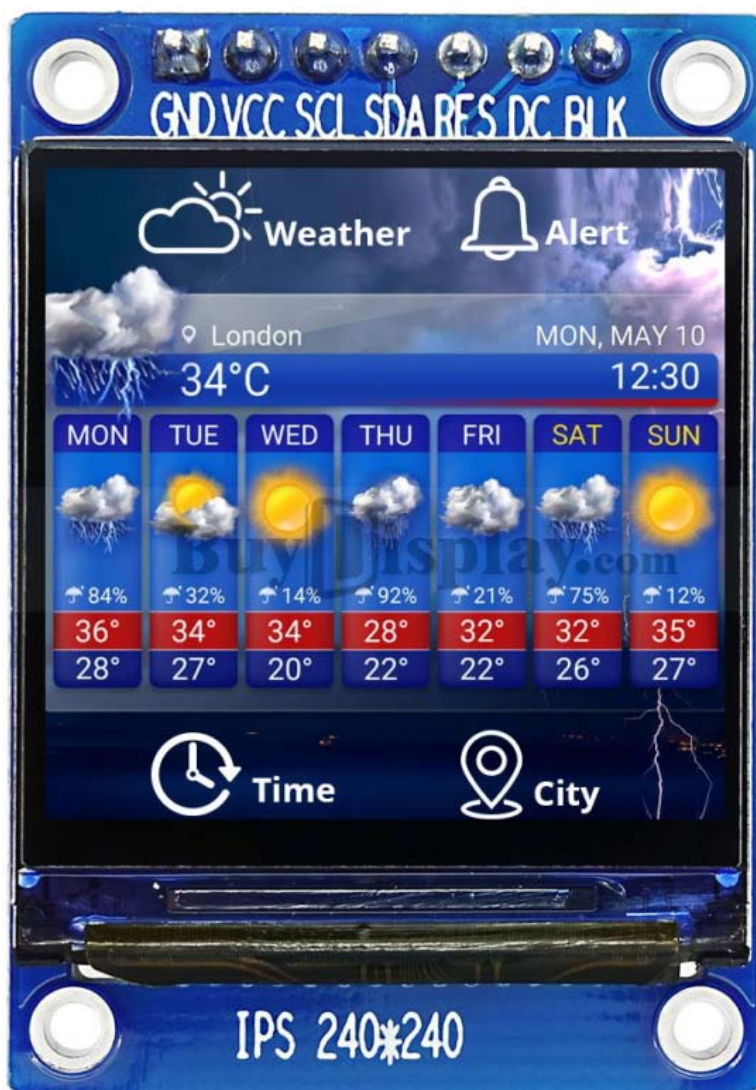 GND VCC SCL SDA RES DC BLK
Weather Alert
London MON, MAY 10
34°C 12:30
MON TUE WED THU FRI SAT SUN
BuyDisplay.com
84% 32% 14% 92% 21% 75% 12%
36° 34° 34° 28° 32° 32° 35°
28° 27° 20° 22° 22° 26° 27°
Time City
IPS 240*240